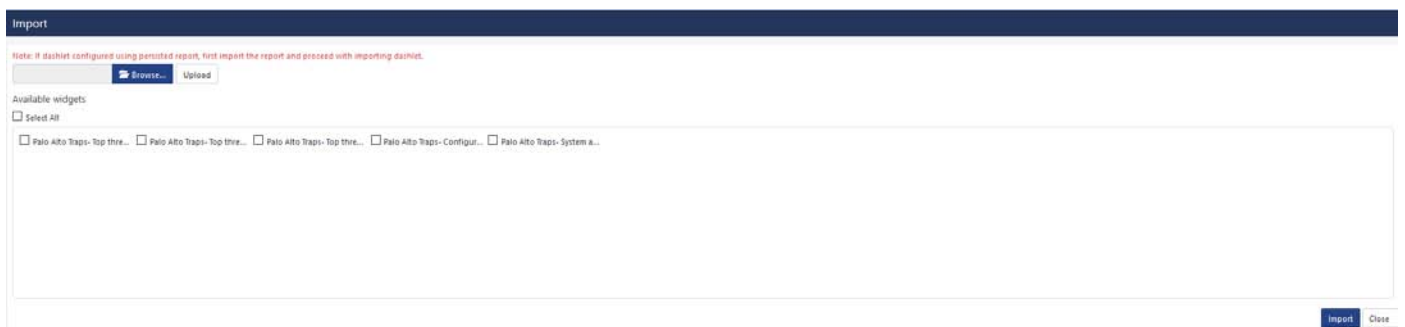 Import
Note: If dashlet configured using persisted report, first import the report and proceed with importing dashlet.
Browse... Upload
Available widgets
Select All
Palo Alto Traps- Top thre... Palo Alto Traps- Top thre... Palo Alto Traps- Top thre... Palo Alto Traps- Configur... Palo Alto Traps- System a...
Import Close